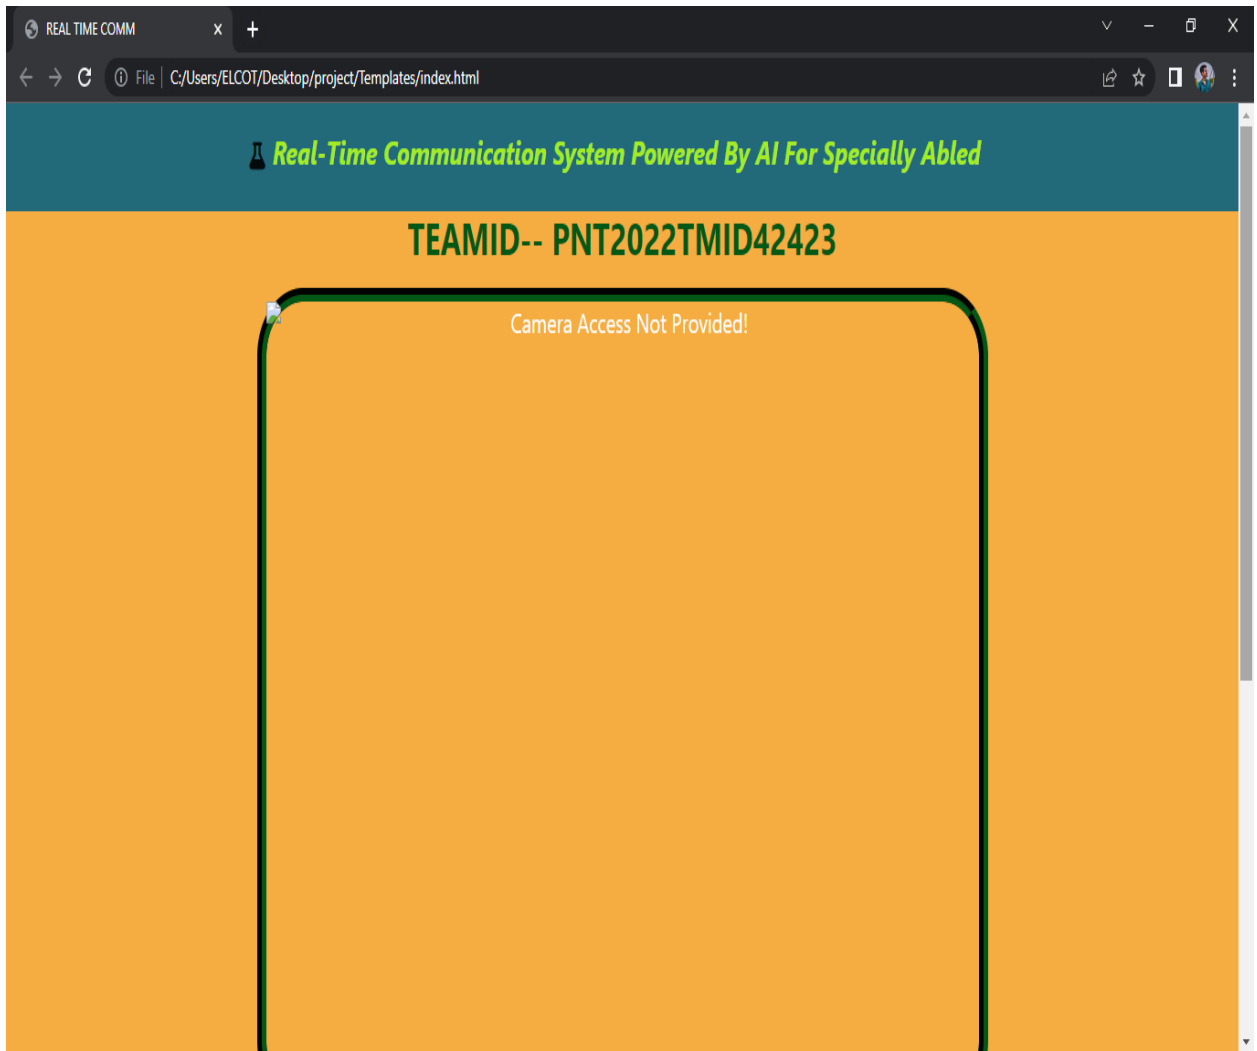 REAL TIME COMM
File C:/Users/ELCOT/Desktop/project/Templates/index.html
Real-Time Communication System Powered By AI For Specially Abled
TEAMID-- PNT2022TMID42423
Camera Access Not Provided!